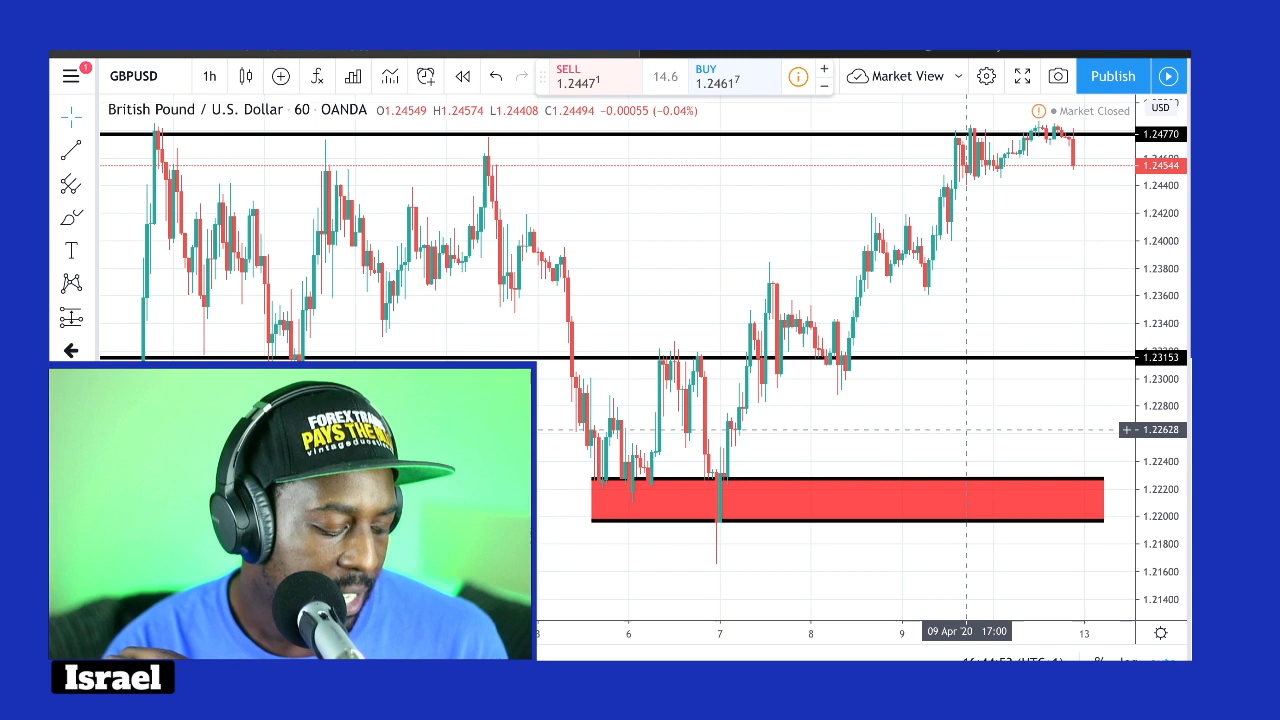 1
GBPUSD
1h
SELL
1.2447¹
14.6
BUY
1.2461⁷
Market View
Publish
British Pound / U.S. Dollar · 60 · OANDA O1.24549 H1.24574 L1.24408 C1.24494 −0.00055 (−0.04%)
Market Closed
USD
1.24770
1.24544
1.24400
1.24200
1.24000
1.23800
1.23600
1.23400
1.23153
1.23000
1.22800
1.22628
1.22400
1.22200
1.22000
1.21800
1.21600
1.21400
6
7
8
9
09 Apr '20 17:00
13
PAYS THE
Israel